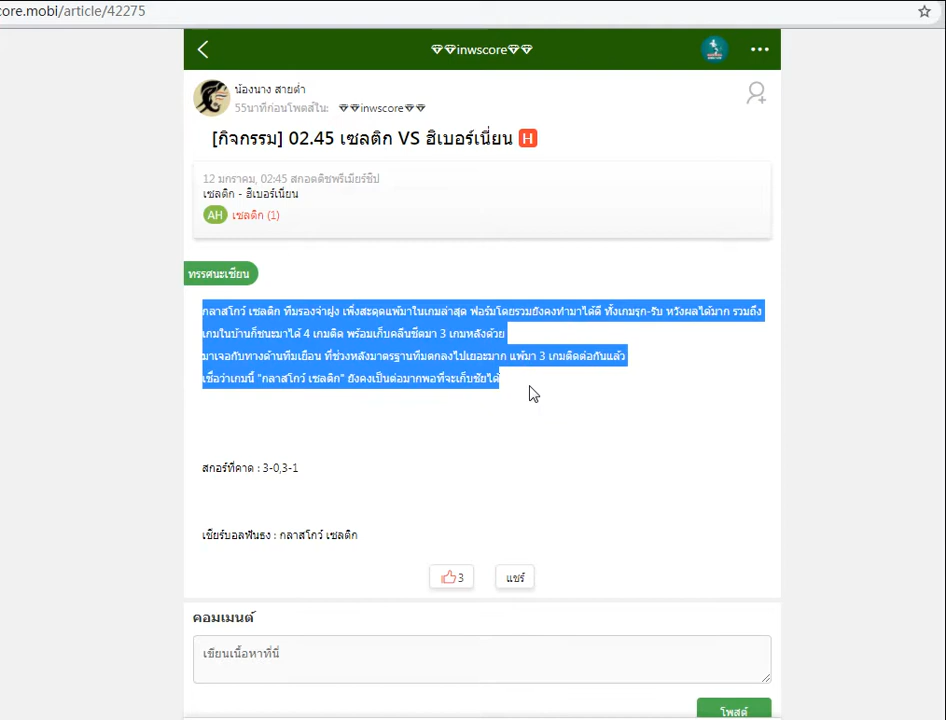 core.mobi/article/42275
💎💎inwscore💎💎
น้องนาง สายต่ำ
55นาทีก่อนโพตส์ใน: 💎💎inwscore💎💎
[กิจกรรม] 02.45 เซลติก VS ฮิเบอร์เนี่ยน H
12 มกราคม, 02:45 สกอตติชพรีเมียร์ชิป
เซลติก - ฮิเบอร์เนี่ยน
AH เซลติก (1)
ทรรศนะเซียน
กลาสโกว์ เซลติก ทีมรองจ่าฝูง เพิ่งสะดุดแพ้มาในเกมล่าสุด ฟอร์มโดยรวมยังคงทำมาได้ดี ทั้งเกมรุก-รับ หวังผลได้มาก รวมถึง
เกมในบ้านก็ชนะมาได้ 4 เกมติด พร้อมเก็บคลีนชีตมา 3 เกมหลังด้วย
มาเจอกับทางด้านทีมเยือน ที่ช่วงหลังมาตรฐานทีมตกลงไปเยอะมาก แพ้มา 3 เกมติดต่อกันแล้ว
เชื่อว่าเกมนี้ "กลาสโกว์ เซลติก" ยังคงเป็นต่อมากพอที่จะเก็บชัยได้
สกอร์ที่คาด : 3-0,3-1
เซียร์บอลฟันธง : กลาสโกว์ เซลติก
3 แชร์
คอมเมนต์
เขียนเนื้อหาที่นี่
โพสต์